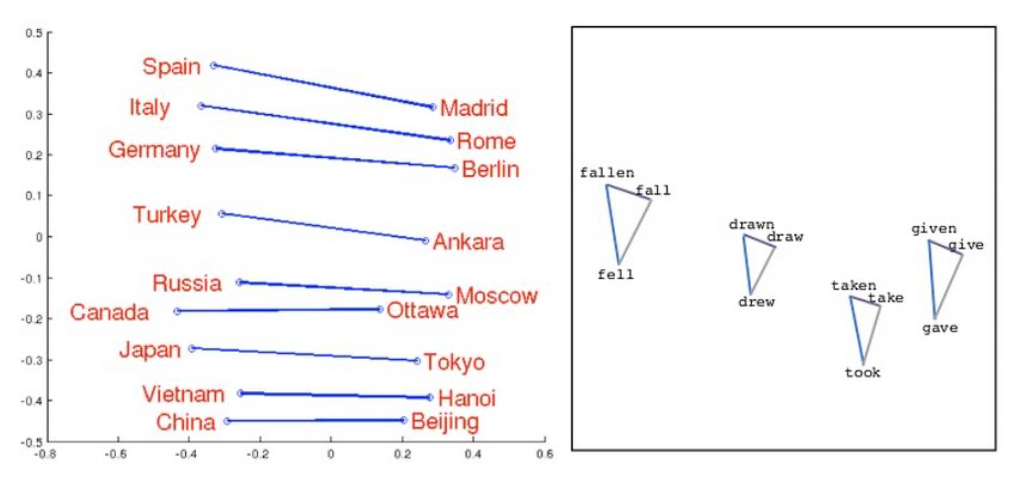 0.5
0.4
0.3
0.2
0.1
0
-0.1
-0.2
-0.3
-0.4
-0.5
-0.8
-0.6
-0.4
-0.2
0
0.2
0.4
0.6
Spain
Madrid
Italy
Rome
Germany
Berlin
Turkey
Ankara
Russia
Moscow
Canada
Ottawa
Japan
Tokyo
Vietnam
Hanoi
China
Beijing
fallen
fall
fell
drawn
draw
drew
taken
take
took
given
give
gave